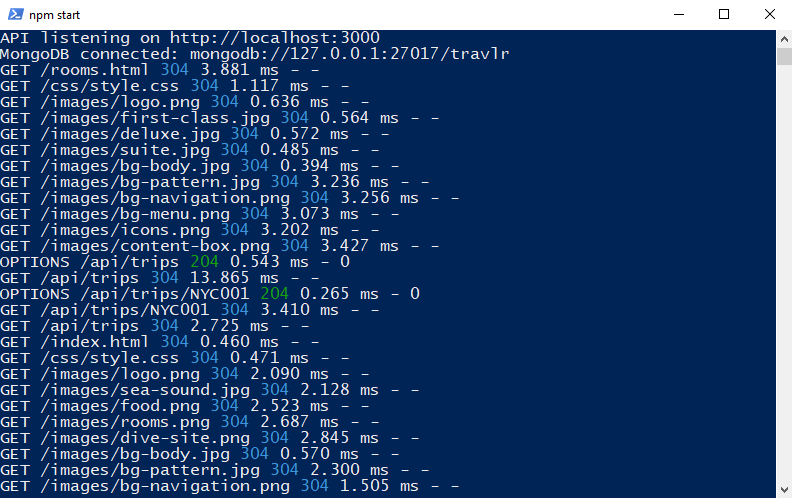 npm start
API listening on http://localhost:3000
MongoDB connected: mongodb://127.0.0.1:27017/travlr
GET /rooms.html 304 3.881 ms - -
GET /css/style.css 304 1.117 ms - -
GET /images/logo.png 304 0.636 ms - -
GET /images/first-class.jpg 304 0.564 ms - -
GET /images/deluxe.jpg 304 0.572 ms - -
GET /images/suite.jpg 304 0.485 ms - -
GET /images/bg-body.jpg 304 0.394 ms - -
GET /images/bg-pattern.jpg 304 3.236 ms - -
GET /images/bg-navigation.png 304 3.256 ms - -
GET /images/bg-menu.png 304 3.073 ms - -
GET /images/icons.png 304 3.202 ms - -
GET /images/content-box.png 304 3.427 ms - -
OPTIONS /api/trips 204 0.543 ms - 0
GET /api/trips 304 13.865 ms - -
OPTIONS /api/trips/NYC001 204 0.265 ms - 0
GET /api/trips/NYC001 304 3.410 ms - -
GET /api/trips 304 2.725 ms - -
GET /index.html 304 0.460 ms - -
GET /css/style.css 304 0.471 ms - -
GET /images/logo.png 304 2.090 ms - -
GET /images/sea-sound.jpg 304 2.128 ms - -
GET /images/food.png 304 2.523 ms - -
GET /images/rooms.png 304 2.687 ms - -
GET /images/dive-site.png 304 2.845 ms - -
GET /images/bg-body.jpg 304 0.570 ms - -
GET /images/bg-pattern.jpg 304 2.300 ms - -
GET /images/bg-navigation.png 304 1.505 ms - -